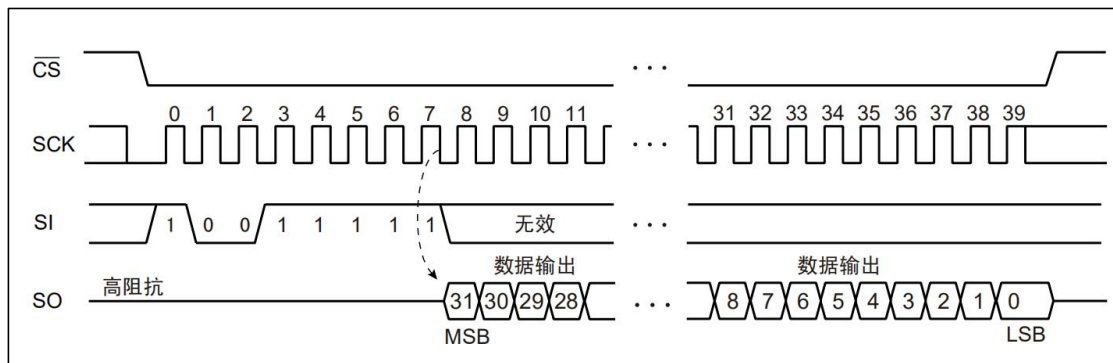 CS
· · ·
0 1 2 3 4 5 6 7 8 9 10 11 31 32 33 34 35 36 37 38 39
SCK · · ·
SI 1 0 0 1 1 1 1 1 无效 · · ·
高阻抗 数据输出 数据输出
SO 31 30 29 28 · · · 8 7 6 5 4 3 2 1 0
MSB LSB